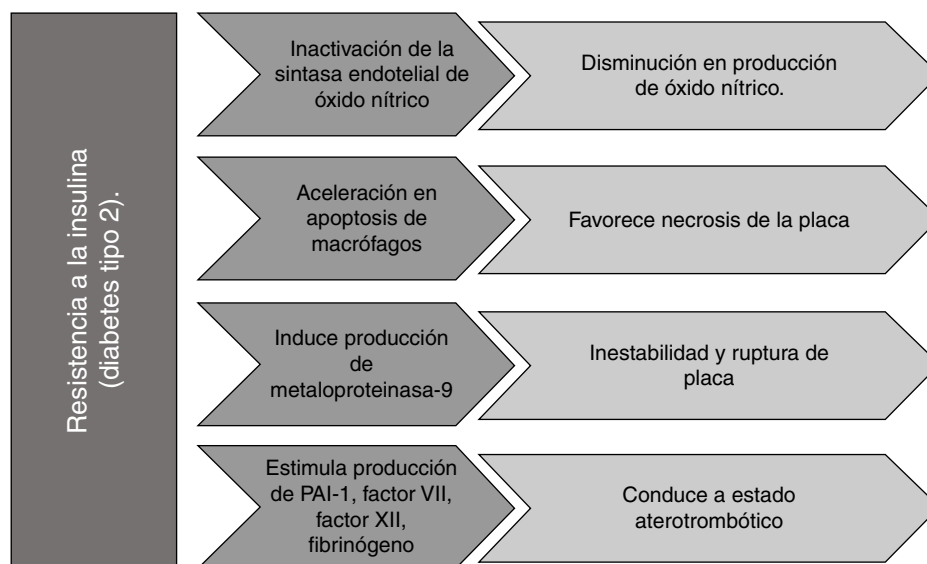 Resistencia a la insulina
(diabetes tipo 2).
Inactivación de la
sintasa endotelial de
óxido nítrico
Disminución en producción
de óxido nítrico.
Aceleración en
apoptosis de
macrófagos
Favorece necrosis de la placa
Induce producción
de
metaloproteinasa-9
Inestabilidad y ruptura de
placa
Estimula producción
de PAI-1, factor VII,
factor XII,
fibrinógeno
Conduce a estado
aterotrombótico